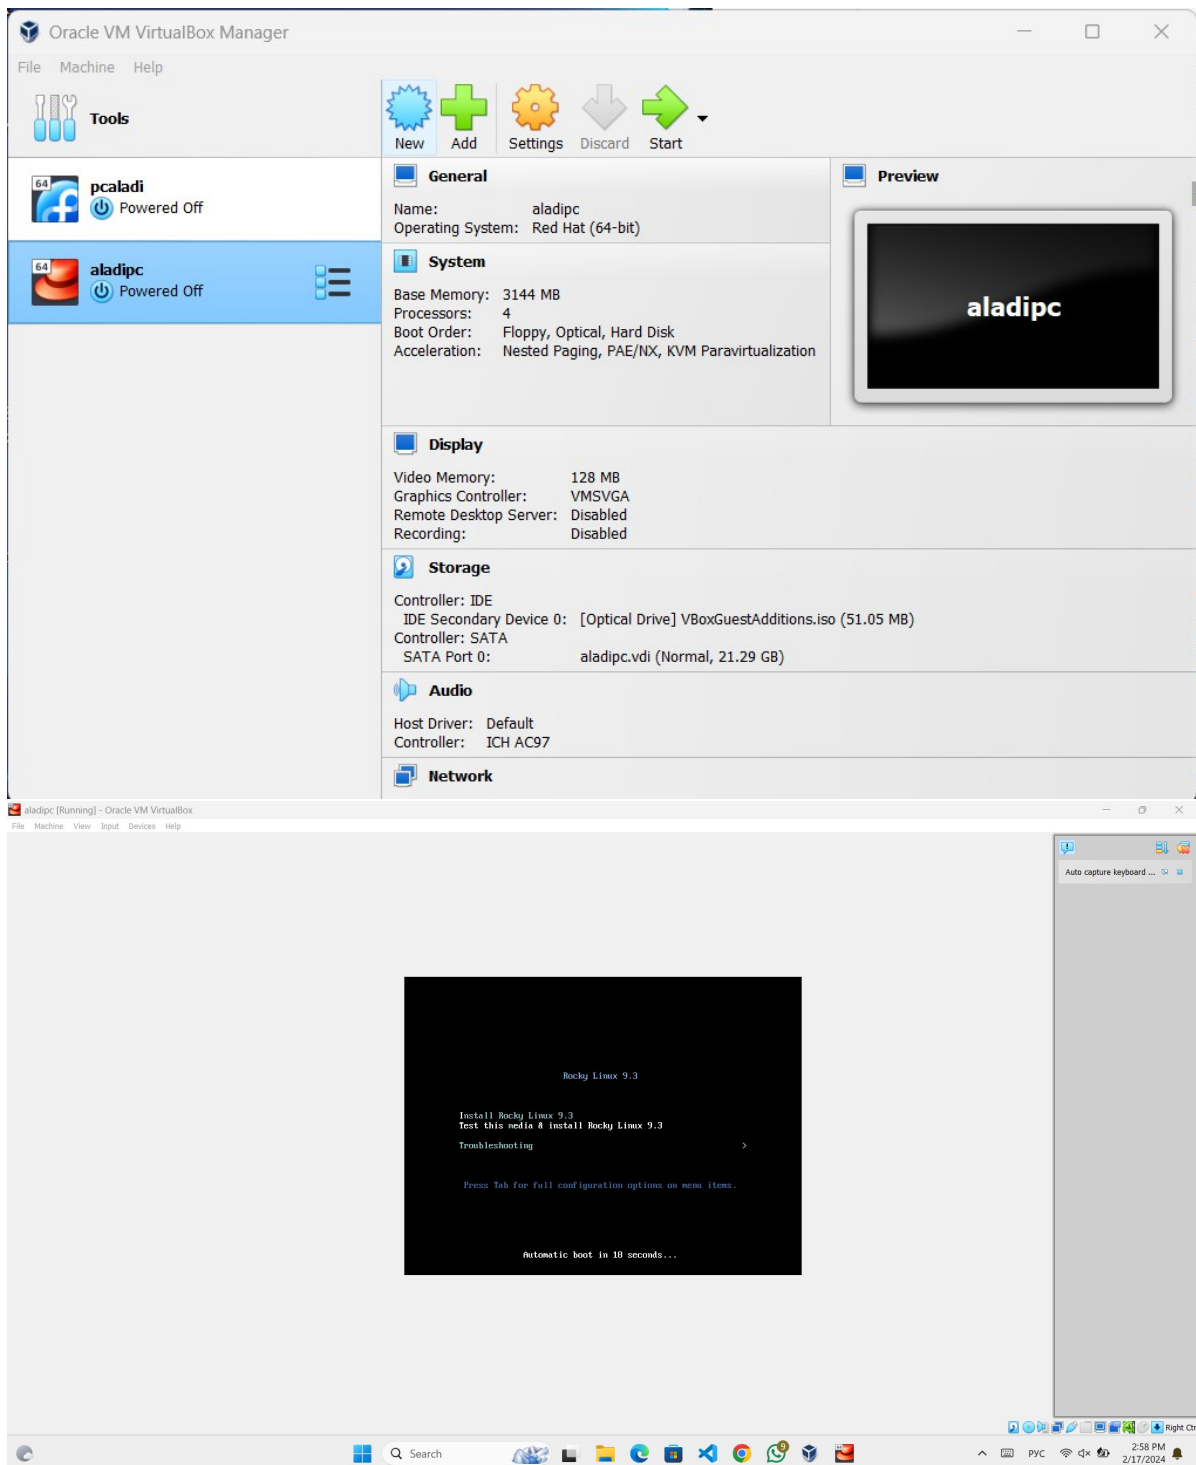 Oracle VM VirtualBox Manager
File Machine Help
Tools
New Add Settings Discard Start
64 pcaladi
Powered Off
64 aladipc
Powered Off
General
Name: aladipc
Operating System: Red Hat (64-bit)
Preview
aladipc
System
Base Memory: 3144 MB
Processors: 4
Boot Order: Floppy, Optical, Hard Disk
Acceleration: Nested Paging, PAE/NX, KVM Paravirtualization
Display
Video Memory: 128 MB
Graphics Controller: VMSVGA
Remote Desktop Server: Disabled
Recording: Disabled
Storage
Controller: IDE
IDE Secondary Device 0: [Optical Drive] VBoxGuestAdditions.iso (51.05 MB)
Controller: SATA
SATA Port 0: aladipc.vdi (Normal, 21.29 GB)
Audio
Host Driver: Default
Controller: ICH AC97
Network
aladipc [Running] - Oracle VM VirtualBox
File Machine View Input Devices Help
Auto capture keyboard ...
Rocky Linux 9.3
Install Rocky Linux 9.3
Test this media & install Rocky Linux 9.3
Troubleshooting >
Press Tab for full configuration options on menu items.
Automatic boot in 18 seconds...
Right Ctr
Search
9
РУС
2:58 PM
2/17/2024